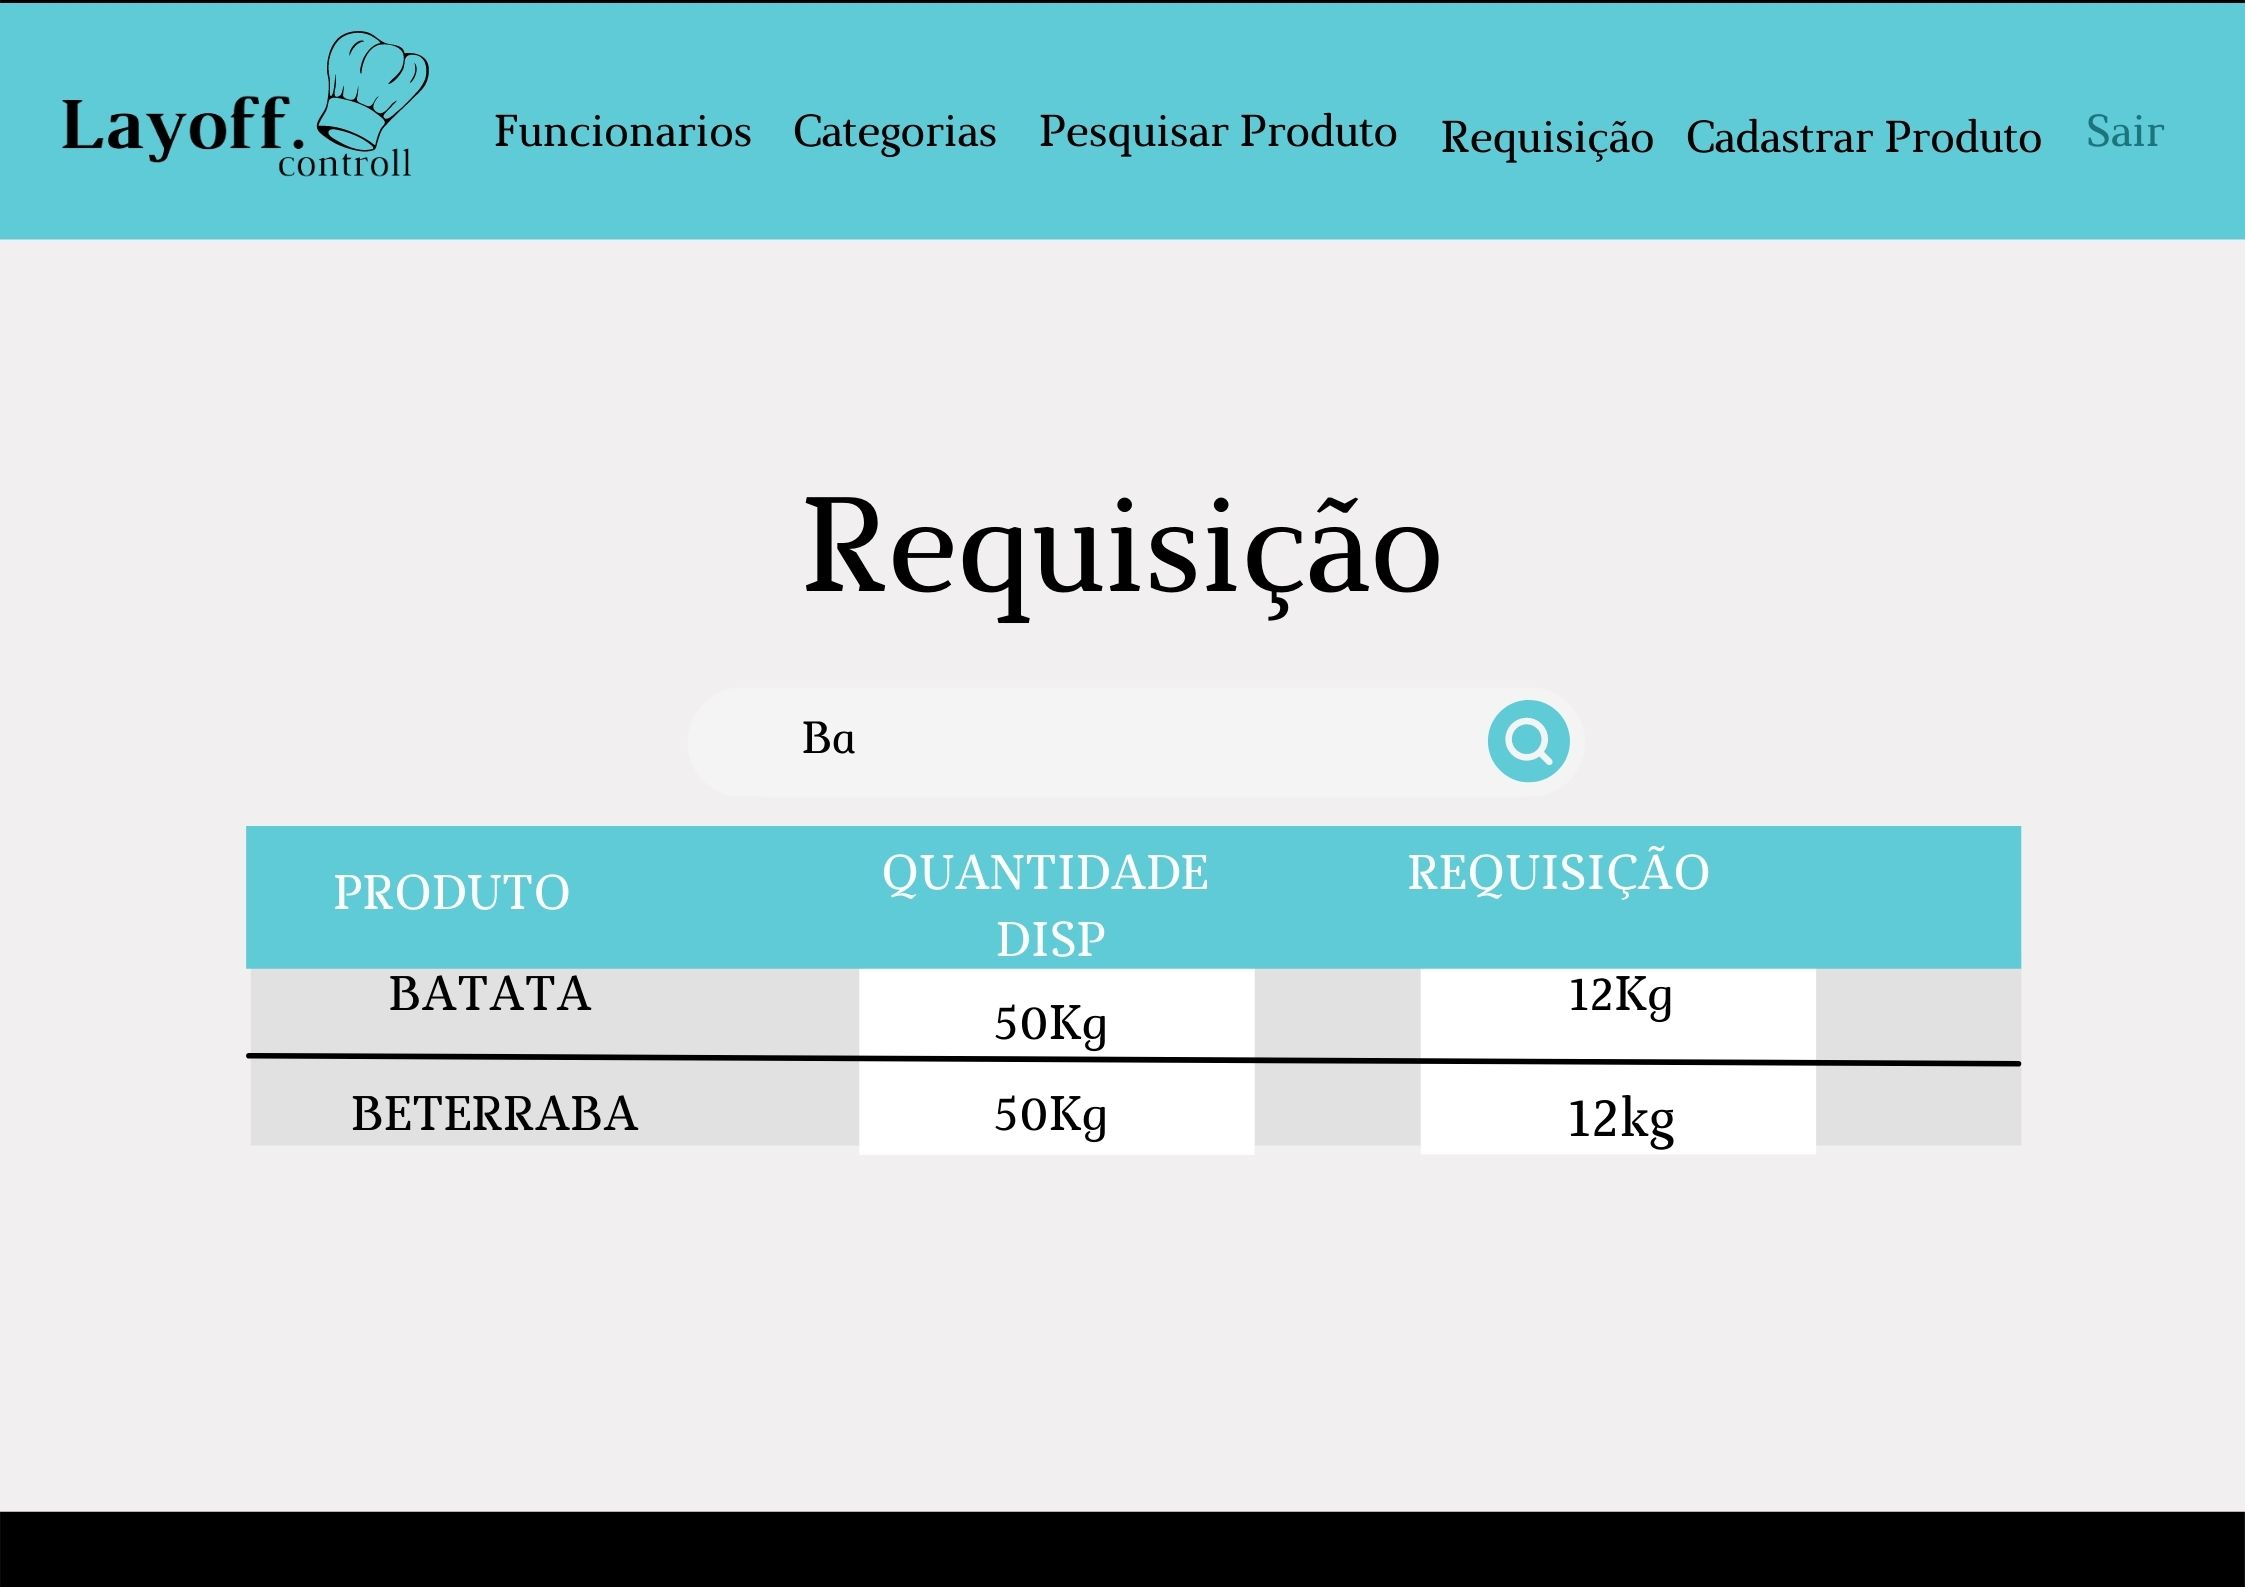 Layoff.
controll
Funcionarios Categorias Pesquisar Produto Requisição Cadastrar Produto Sair
Requisição
Ba
PRODUTO QUANTIDADE DISP REQUISIÇÃO
BATATA 50Kg 12Kg
BETERRABA 50Kg 12kg